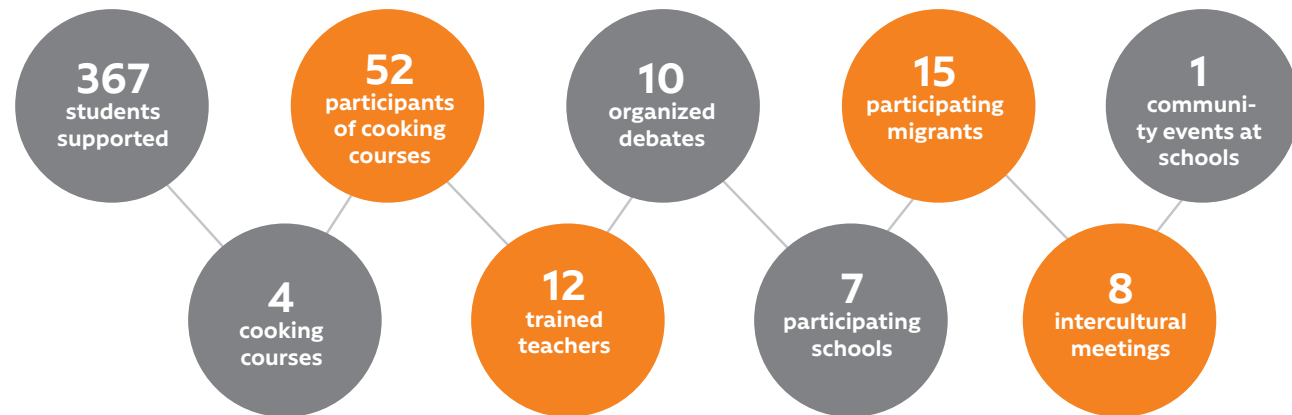 367
students
supported
4
cooking
courses
52
participants
of cooking
courses
12
trained
teachers
10
organized
debates
7
participating
schools
15
participating
migrants
8
intercultural
meetings
1
communi-
ty events at
schools